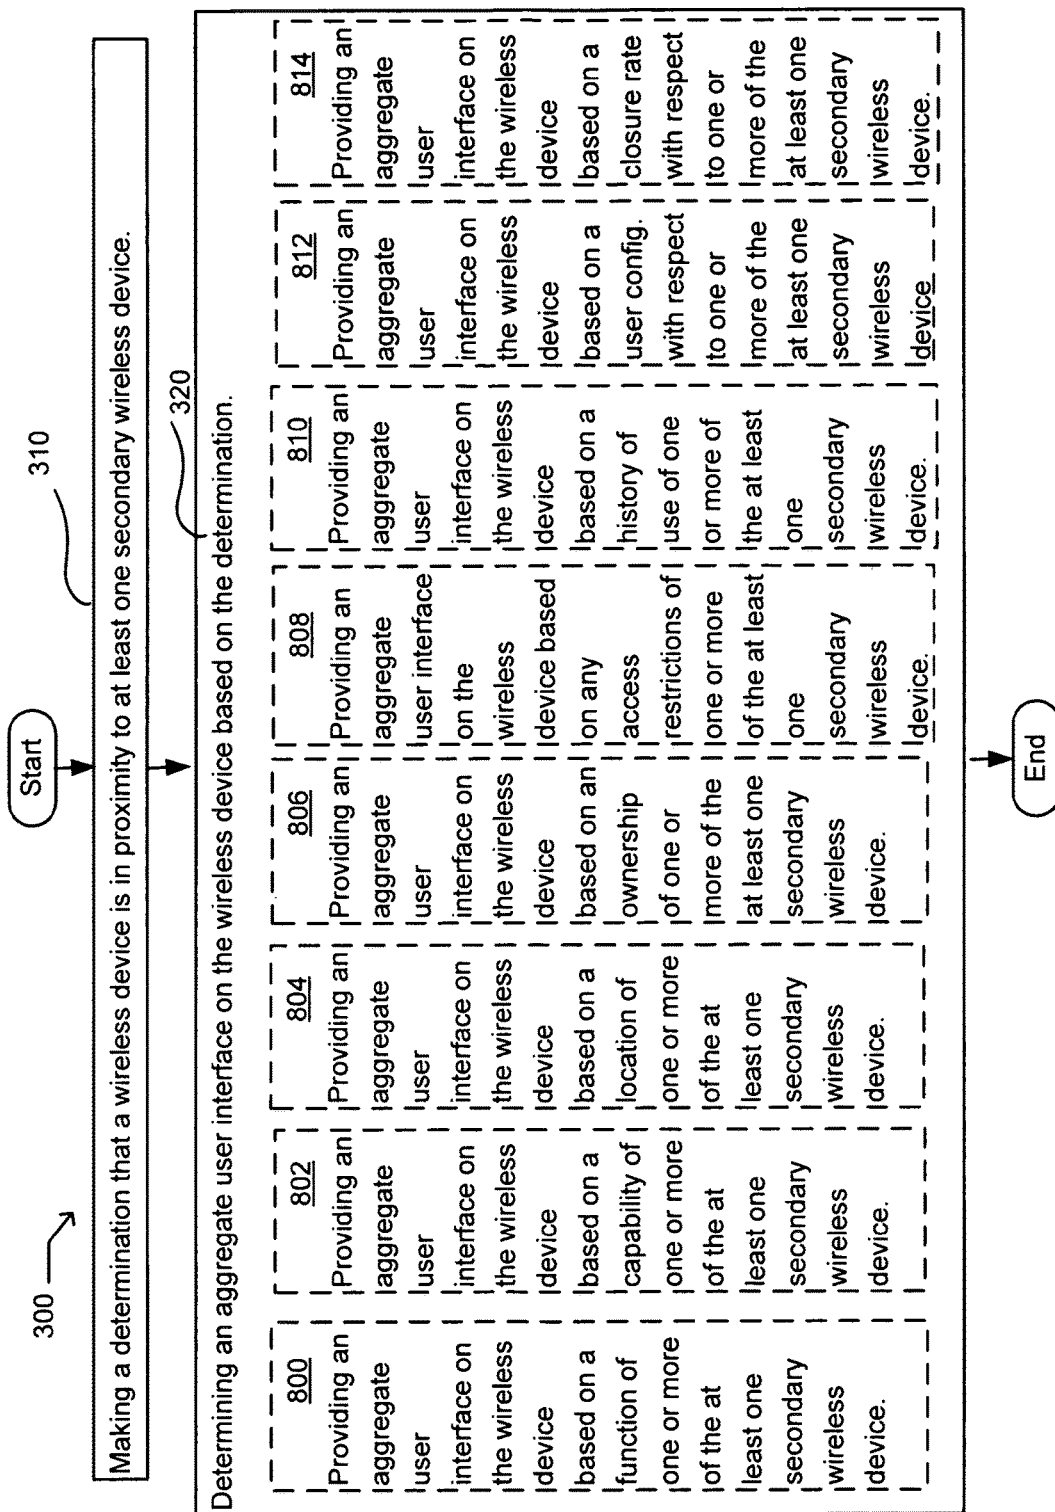 300
Start
310
Making a determination that a wireless device is in proximity to at least one secondary wireless device.
320
Determining an aggregate user interface on the wireless device based on the determination.
800
Providing an
aggregate
user
interface on
the wireless
device
based on a
function of
one or more
of the at
least one
secondary
wireless
device.
802
Providing an
aggregate
user
interface on
the wireless
device
based on a
capability of
one or more
of the at
least one
secondary
wireless
device.
804
Providing an
aggregate
user
interface on
the wireless
device
based on a
location of
one or more
of the at
least one
secondary
wireless
device.
806
Providing an
aggregate
user
interface on
the wireless
device
based on an
ownership
of one or
more of the
at least one
secondary
wireless
device.
808
Providing an
aggregate
user interface
on the
wireless
device based
on any
access
restrictions of
one or more
of the at least
one
secondary
wireless
device.
810
Providing an
aggregate
user
interface on
the wireless
device
based on a
history of
use of one
or more of
the at least
one
secondary
wireless
device.
812
Providing an
aggregate
user
interface on
the wireless
device
based on a
user config.
with respect
to one or
more of the
at least one
secondary
wireless
device
814
Providing an
aggregate
user
interface on
the wireless
device
based on a
closure rate
with respect
to one or
more of the
at least one
secondary
wireless
device.
End